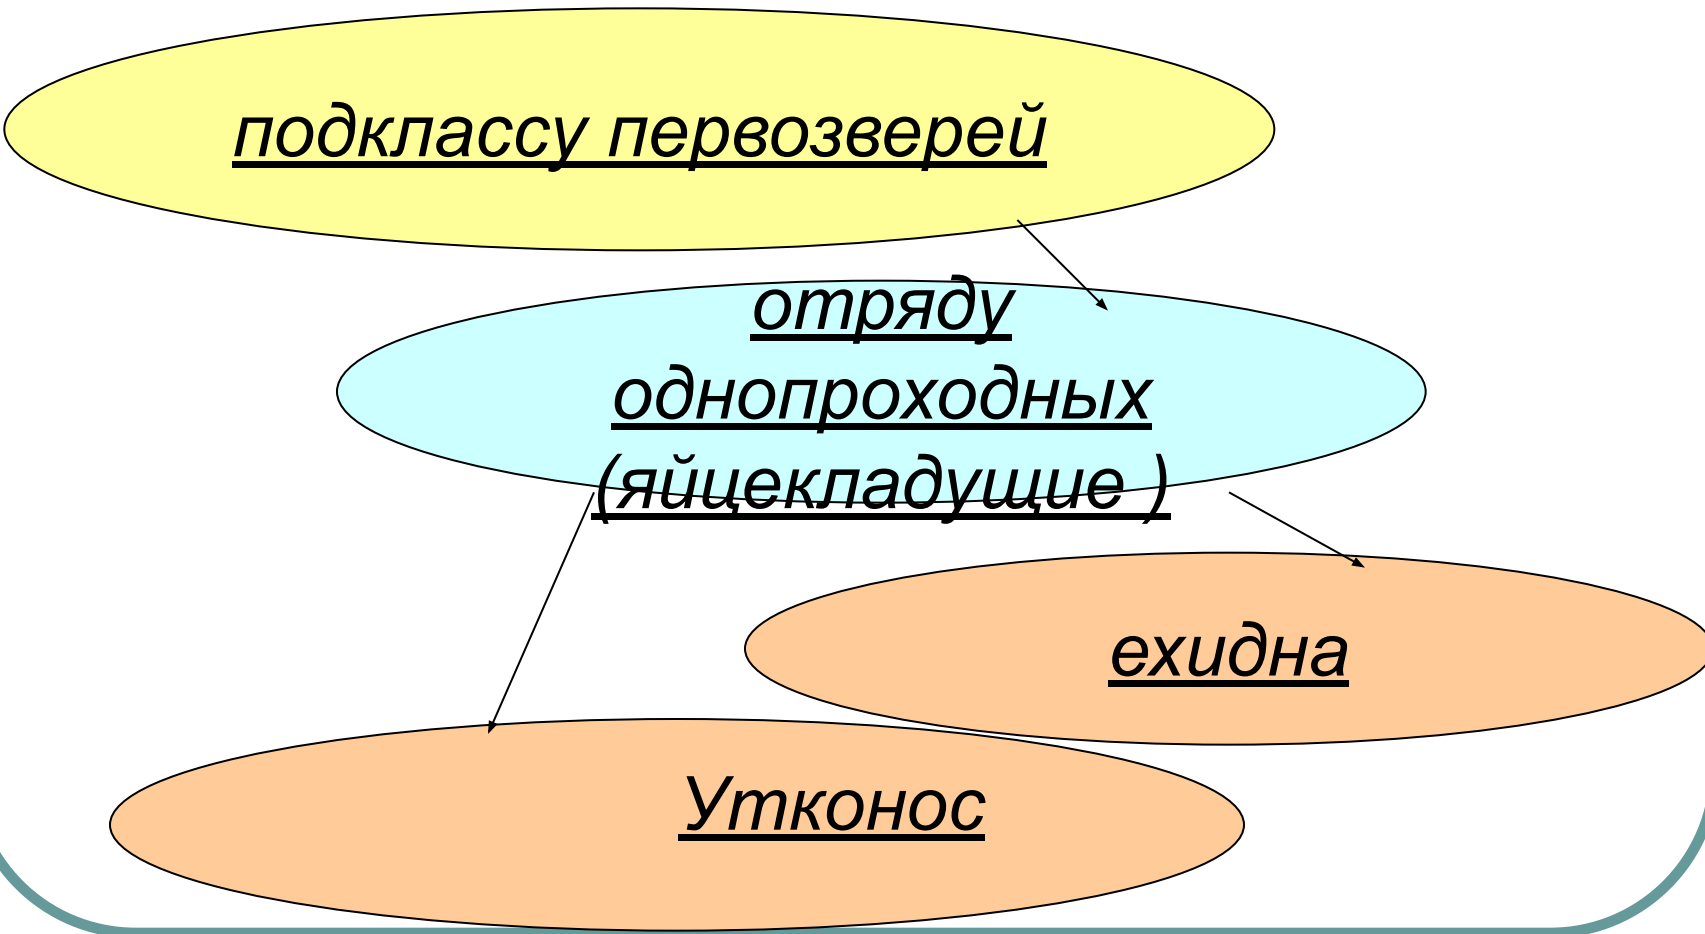 подклассу первозверей
отряду
однопроходных
(яйцекладущие )
ехидна
Утконос